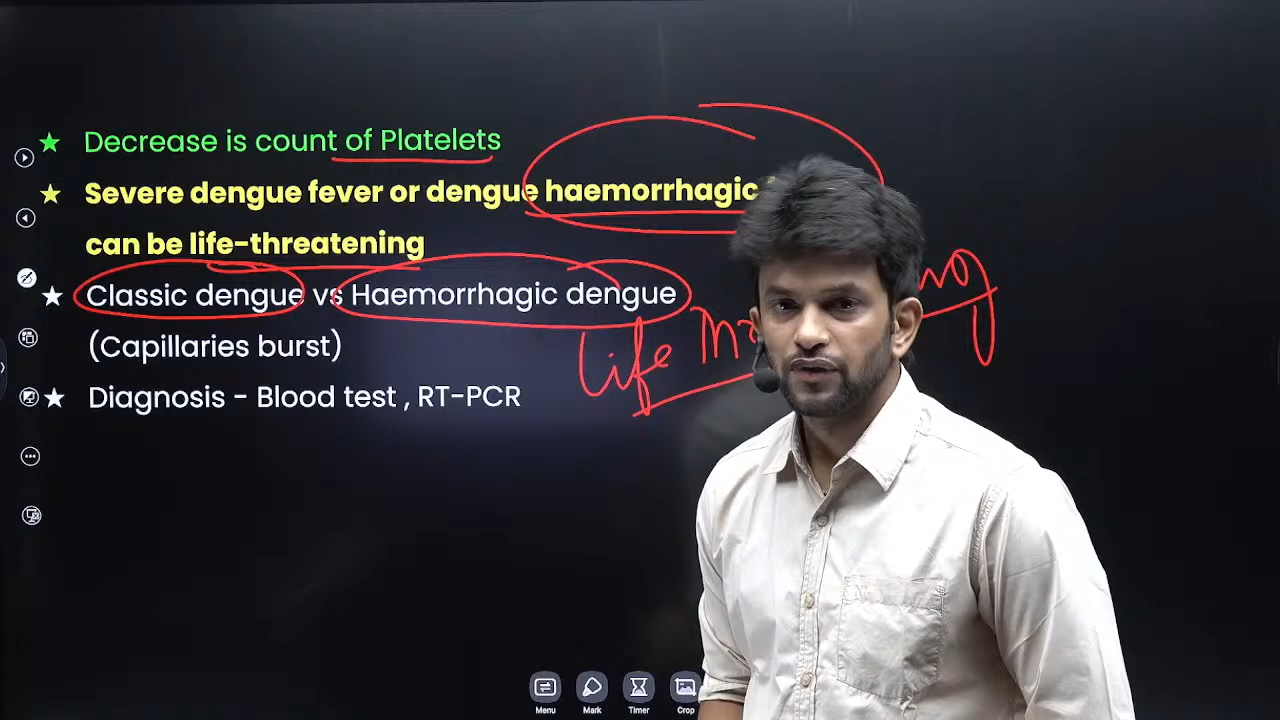 Decrease is count of Platelets
Severe dengue fever or dengue haemorrhagic
can be life-threatening
Classic dengue vs Haemorrhagic dengue
(Capillaries burst)
Life
Diagnosis - Blood test , RT-PCR
Menu
Mark
Timer
Crop